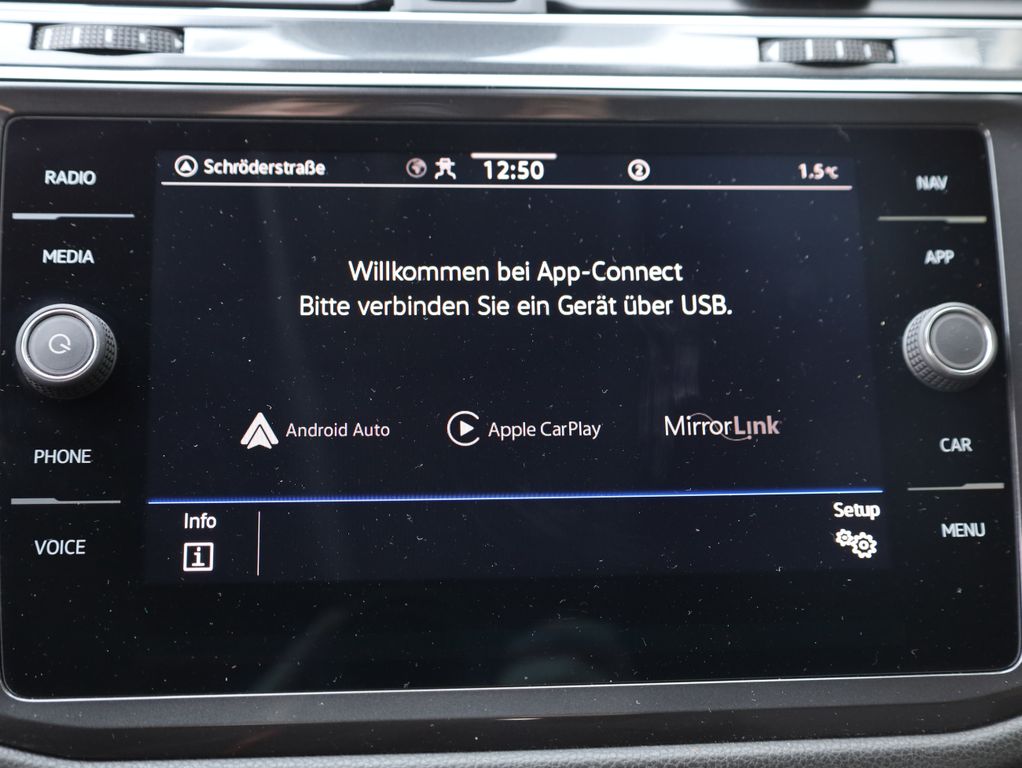 RADIO
MEDIA
PHONE
VOICE
Schröderstraße
12:50
2
1.5°C
Willkommen bei App-Connect
Bitte verbinden Sie ein Gerät über USB.
Android Auto
Apple CarPlay
MirrorLink
Info
i
Setup
NAV
APP
CAR
MENU